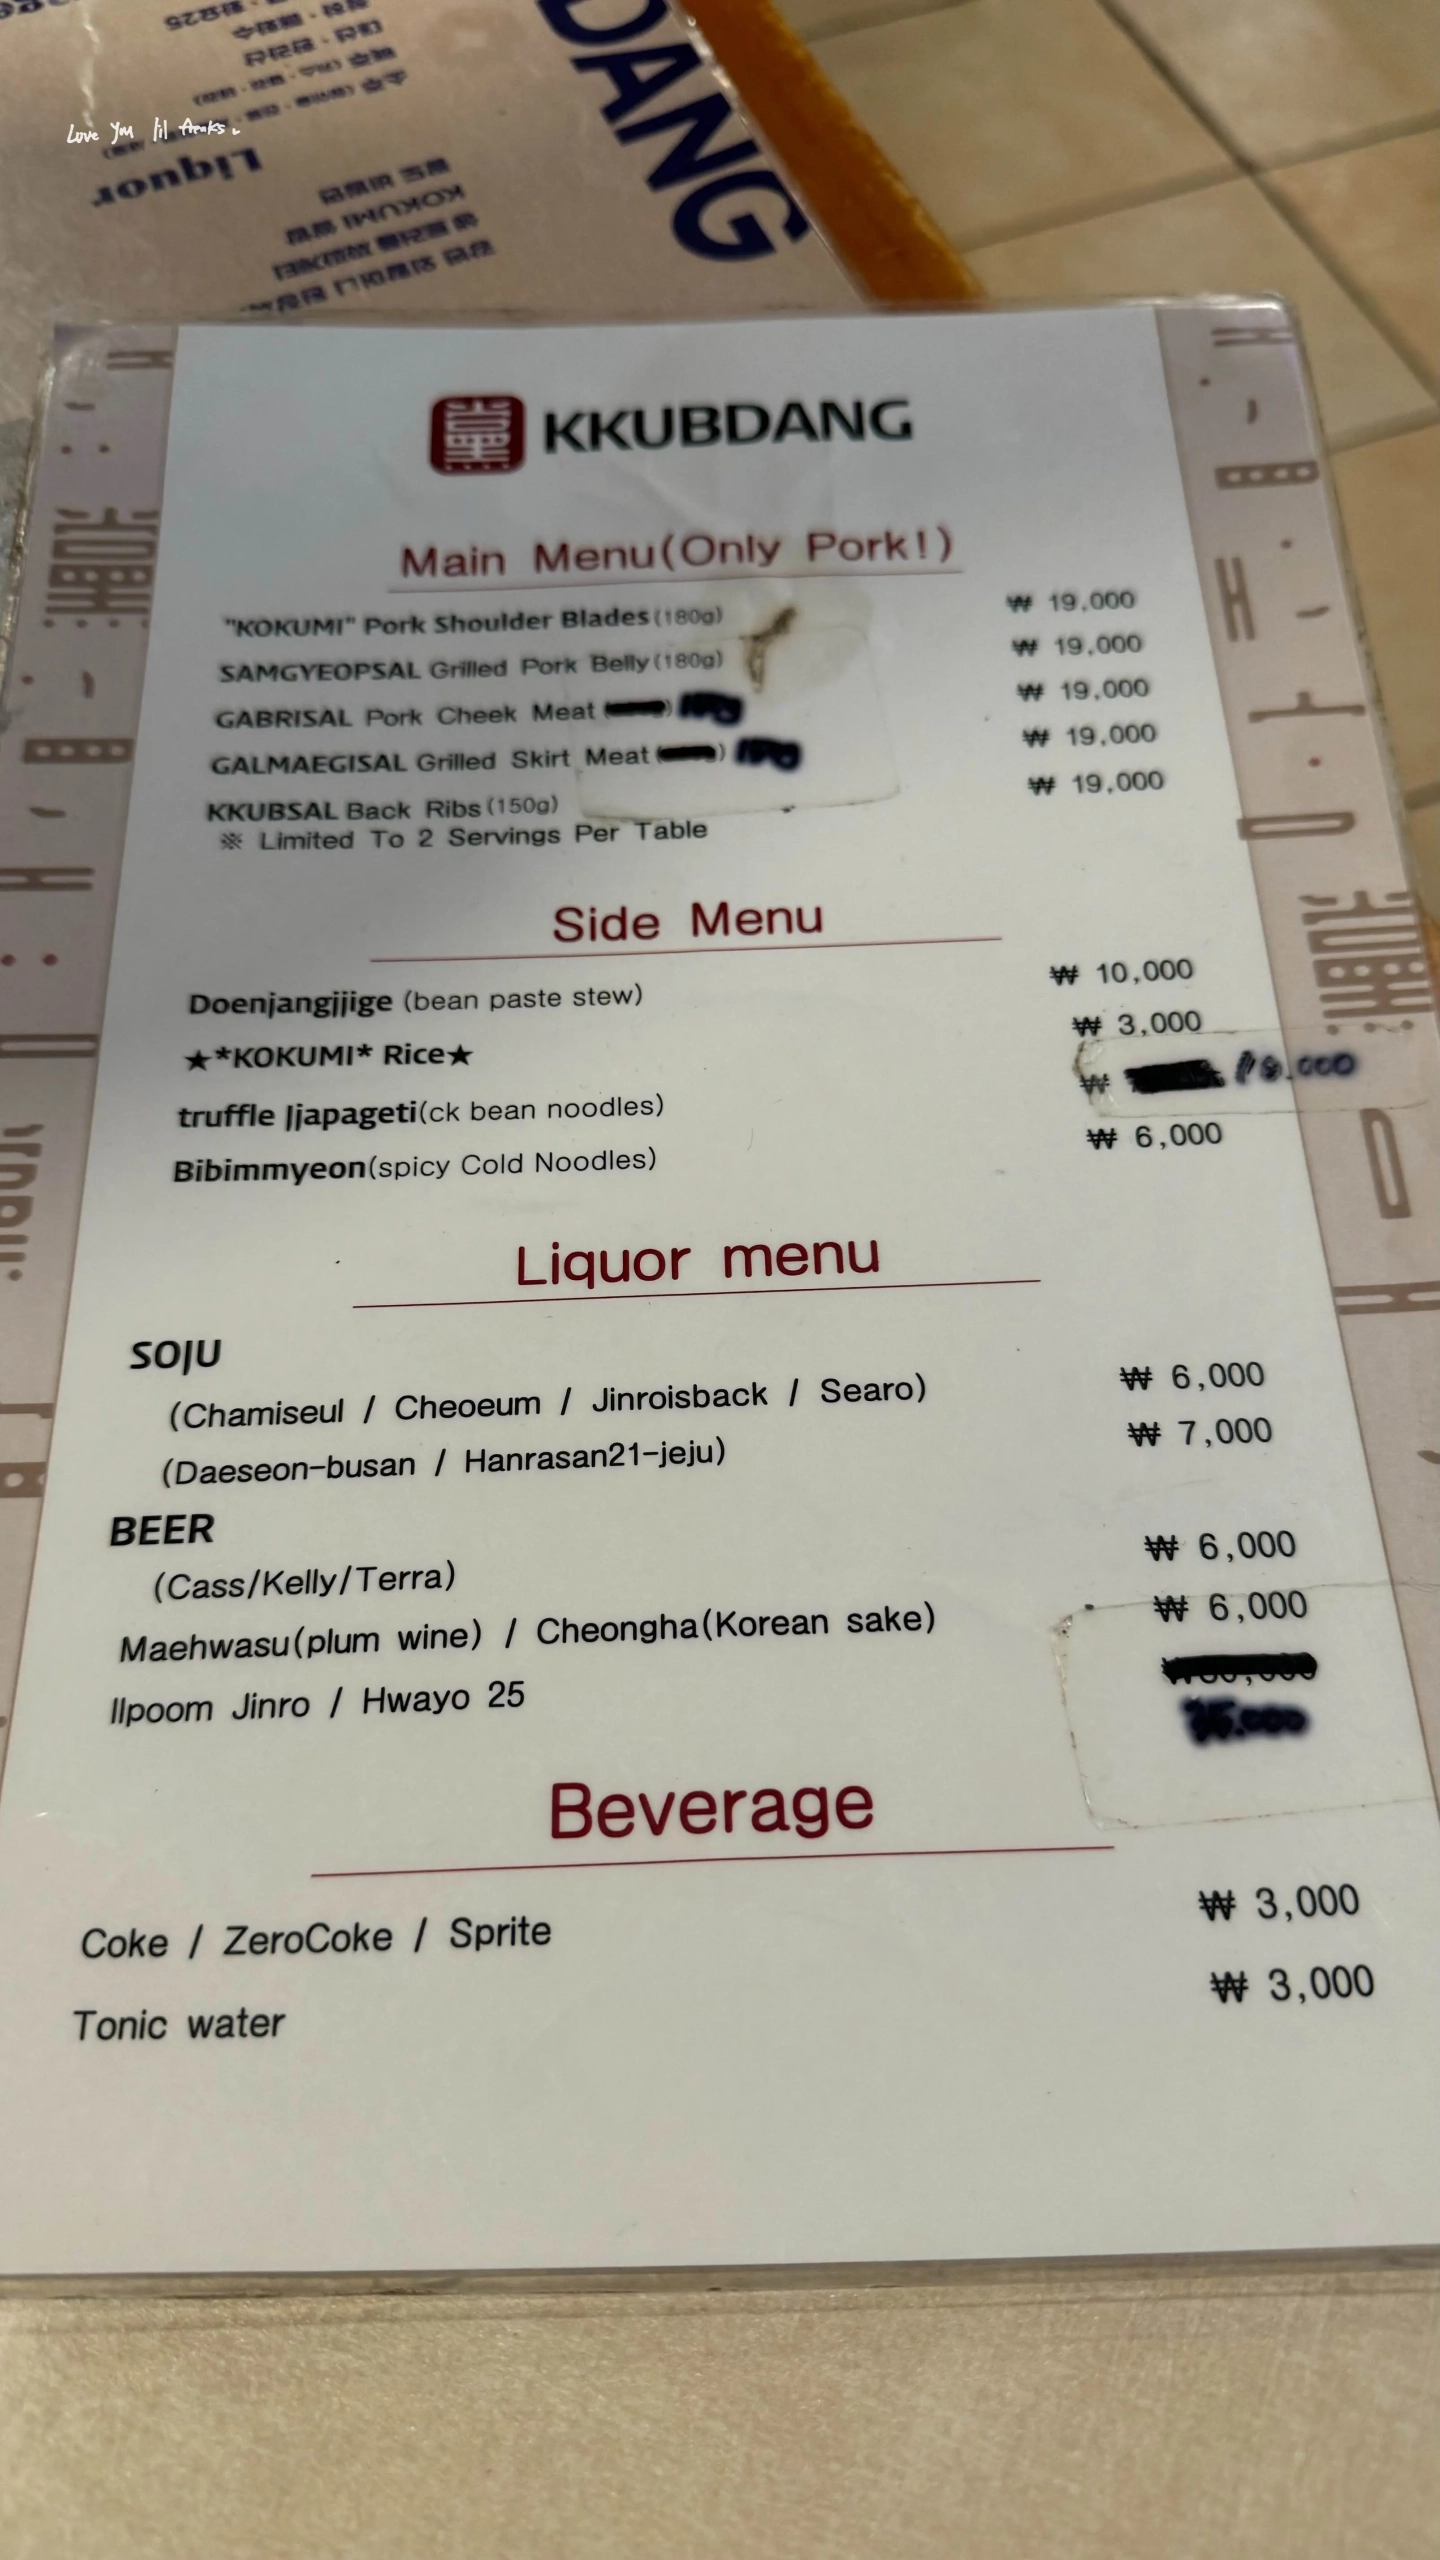 DANG
Liquor
Love you lil freaks.
KKUBDANG
Main Menu(Only Pork!)
"KOKUMI" Pork Shoulder Blades(180g) ₩ 19,000
SAMGYEOPSAL Grilled Pork Belly(180g) ₩ 19,000
GABRISAL Pork Cheek Meat ₩ 19,000
GALMAEGISAL Grilled Skirt Meat ₩ 19,000
KKUBSAL Back Ribs(150g) ₩ 19,000
※ Limited To 2 Servings Per Table
Side Menu
Doenjangjjige (bean paste stew) ₩ 10,000
★*KOKUMI* Rice★ ₩ 3,000
truffle Jjapageti(ck bean noodles) ₩
Bibimmyeon(spicy Cold Noodles) ₩ 6,000
Liquor menu
SOJU
(Chamiseul / Cheoeum / Jinroisback / Searo) ₩ 6,000
(Daeseon-busan / Hanrasan21-jeju) ₩ 7,000
BEER
(Cass/Kelly/Terra) ₩ 6,000
Maehwasu(plum wine) / Cheongha(Korean sake) ₩ 6,000
Ilpoom Jinro / Hwayo 25
35.000
Beverage
Coke / ZeroCoke / Sprite ₩ 3,000
Tonic water ₩ 3,000